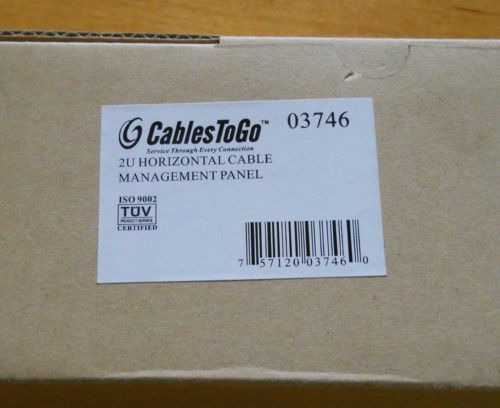 CablesToGo™ 03746
Service Through Every Connection
2U HORIZONTAL CABLE
MANAGEMENT PANEL
ISO 9002
TÜV
PRODUCT SERVICE
CERTIFIED
7 57120 03746 0